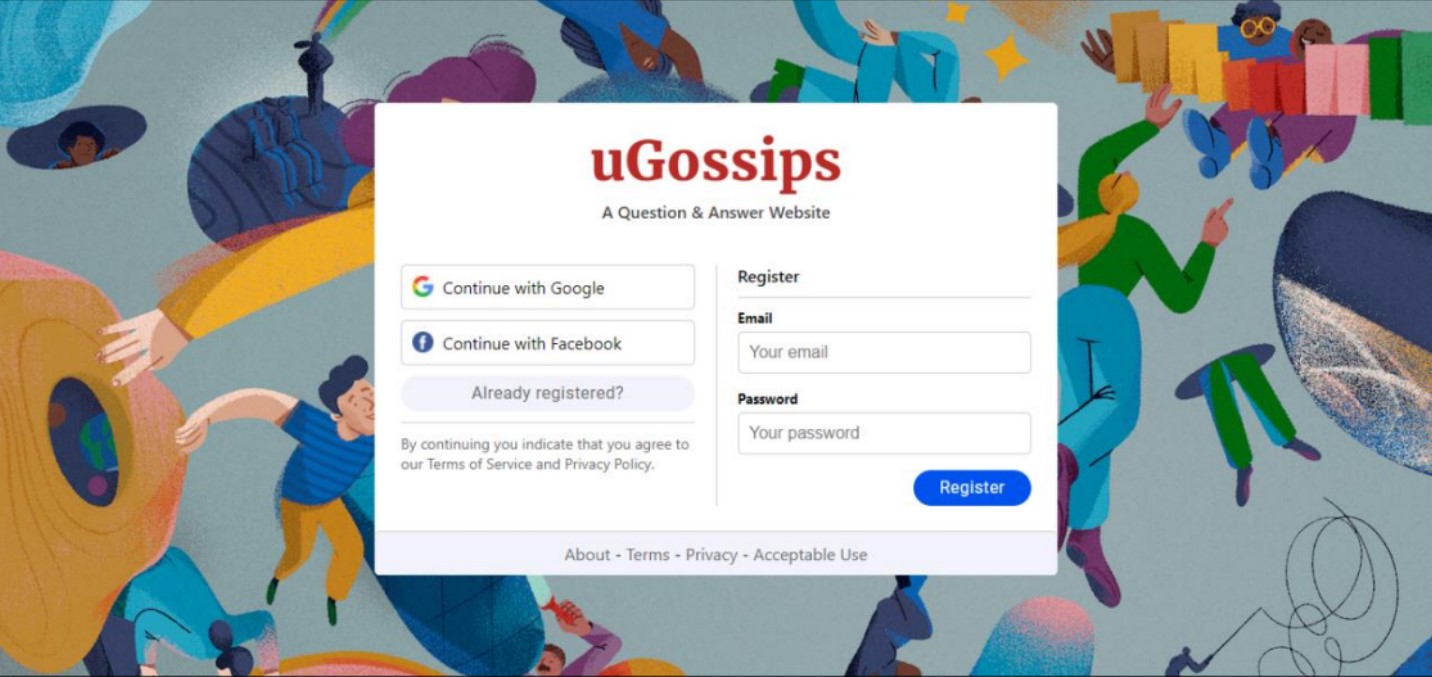 uGossips
A Question & Answer Website
Continue with Google
Continue with Facebook
Already registered?
By continuing you indicate that you agree to
our Terms of Service and Privacy Policy.
Register
Email
Your email
Password
Your password
Register
About - Terms - Privacy - Acceptable Use